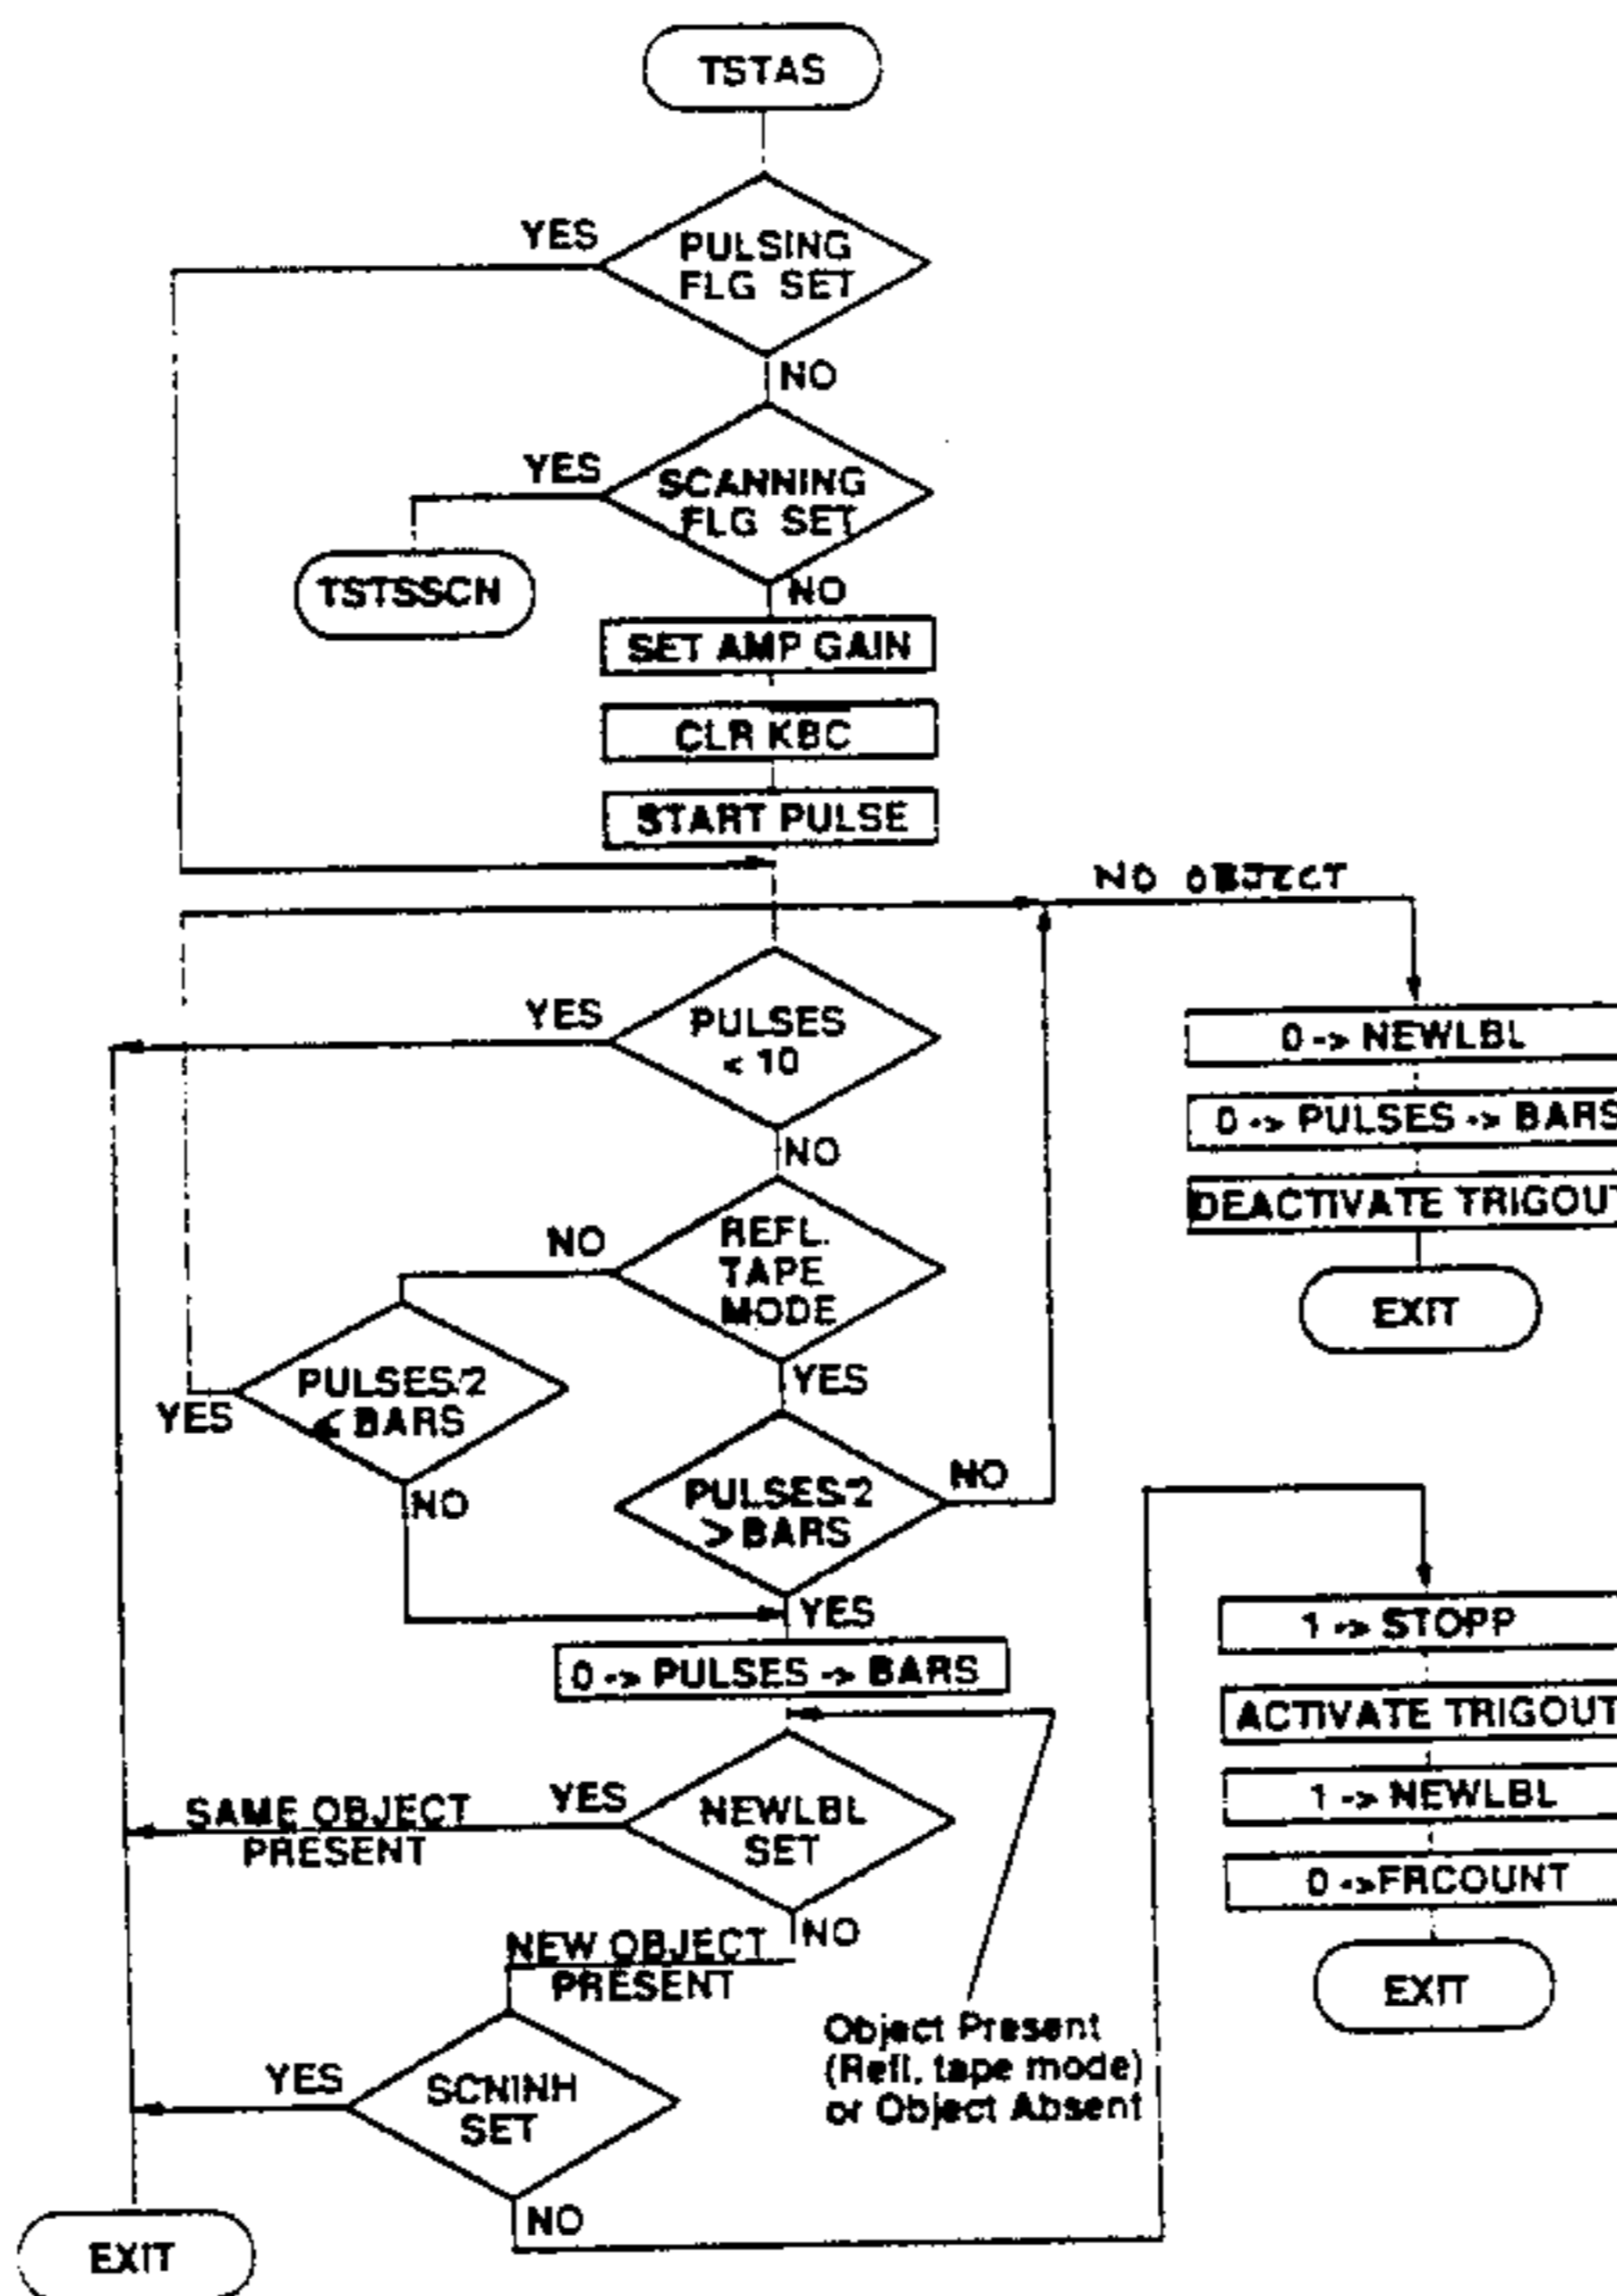 TSTAS
YES
PULSING
FLG SET
NO
YES
SCANNING
FLG SET
TSTSSCN
NO
SET AMP GAIN
CLR KBC
START PULSE
NO OBJECT
YES
PULSES
< 10
0 -> NEWLBL
0 -> PULSES -> BARS
DEACTIVATE TRIGOUT
EXIT
NO
NO
REFL.
TAPE
MODE
YES
PULSES/2
⩽ BARS
YES
NO
PULSES/2
> BARS
NO
YES
0 -> PULSES -> BARS
1 -> STOPP
ACTIVATE TRIGOUT
1 -> NEWLBL
0 ->FRCOUNT
EXIT
SAME OBJECT
PRESENT
YES
NEWLBL
SET
NO
NEW OBJECT
PRESENT
Object Present
(Refl. tape mode)
or Object Absent
YES
SCNINH
SET
NO
EXIT